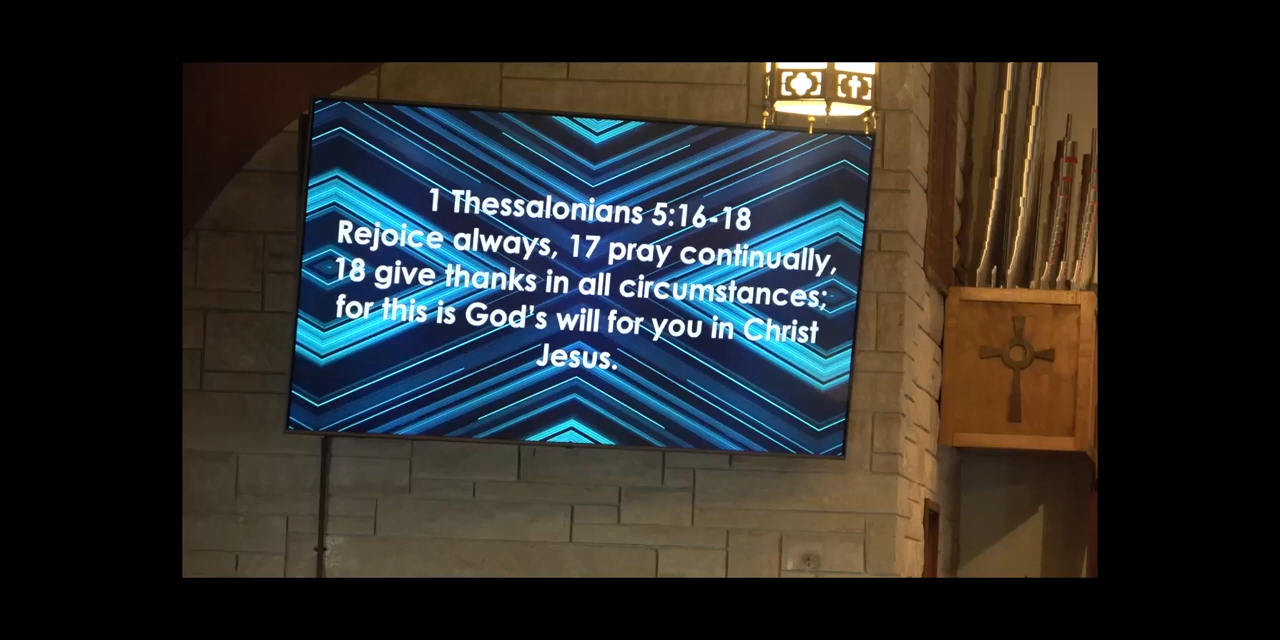 1 Thessalonians 5:16-18
Rejoice always, 17 pray continually,
18 give thanks in all circumstances;
for this is God’s will for you in Christ
Jesus.